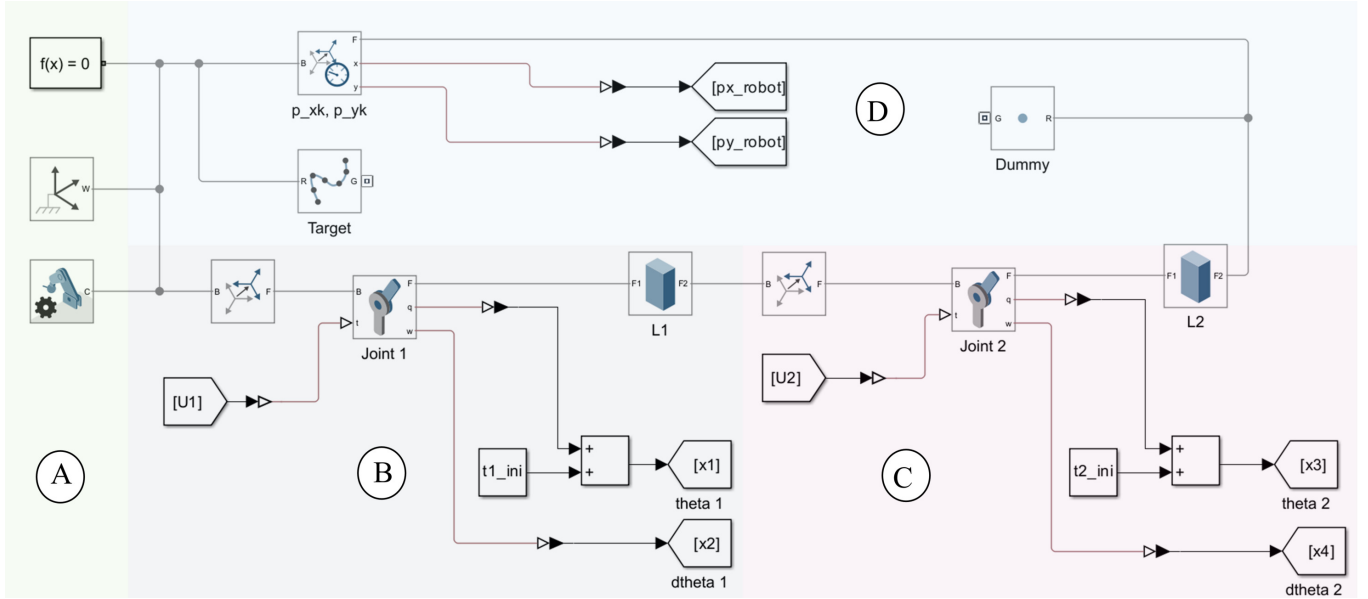 f(x) = 0
B
F
x
y
p_xk, p_yk
[px_robot]
[py_robot]
D
G
R
Dummy
W
R
G
Target
C
B
F
B
t
F
q
w
Joint 1
F1
F2
L1
B
F
B
t
F
q
w
Joint 2
F1
F2
L2
[U1]
[U2]
A
B
t1_ini
+
+
[x1]
theta 1
[x2]
dtheta 1
C
t2_ini
+
+
[x3]
theta 2
[x4]
dtheta 2